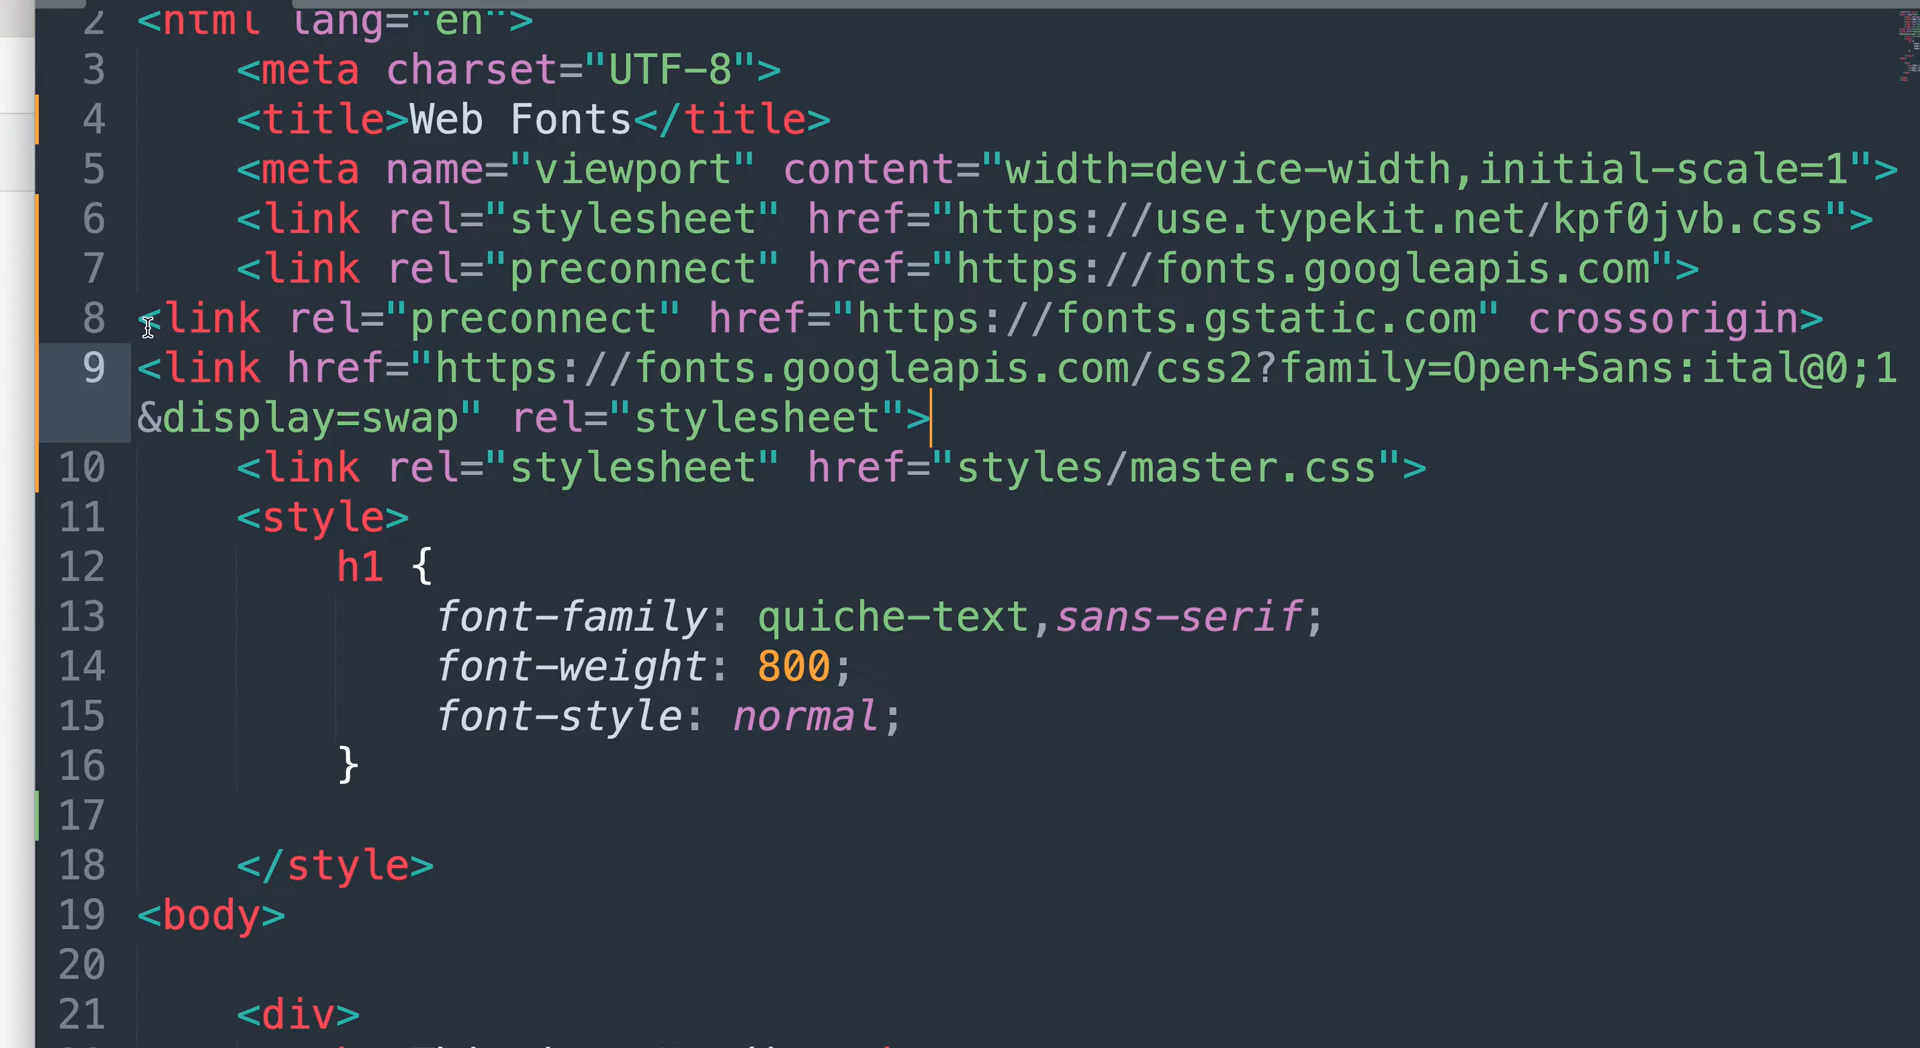 2 <html lang="en">
3 <meta charset="UTF-8">
4 <title>Web Fonts</title>
5 <meta name="viewport" content="width=device-width,initial-scale=1">
6 <link rel="stylesheet" href="https://use.typekit.net/kpf0jvb.css">
7 <link rel="preconnect" href="https://fonts.googleapis.com">
8 <link rel="preconnect" href="https://fonts.gstatic.com" crossorigin>
9 <link href="https://fonts.googleapis.com/css2?family=Open+Sans:ital@0;1
&display=swap" rel="stylesheet">
10 <link rel="stylesheet" href="styles/master.css">
11 <style>
12 h1 {
13 font-family: quiche-text,sans-serif;
14 font-weight: 800;
15 font-style: normal;
16 }
17
18 </style>
19 <body>
20
21 <div>